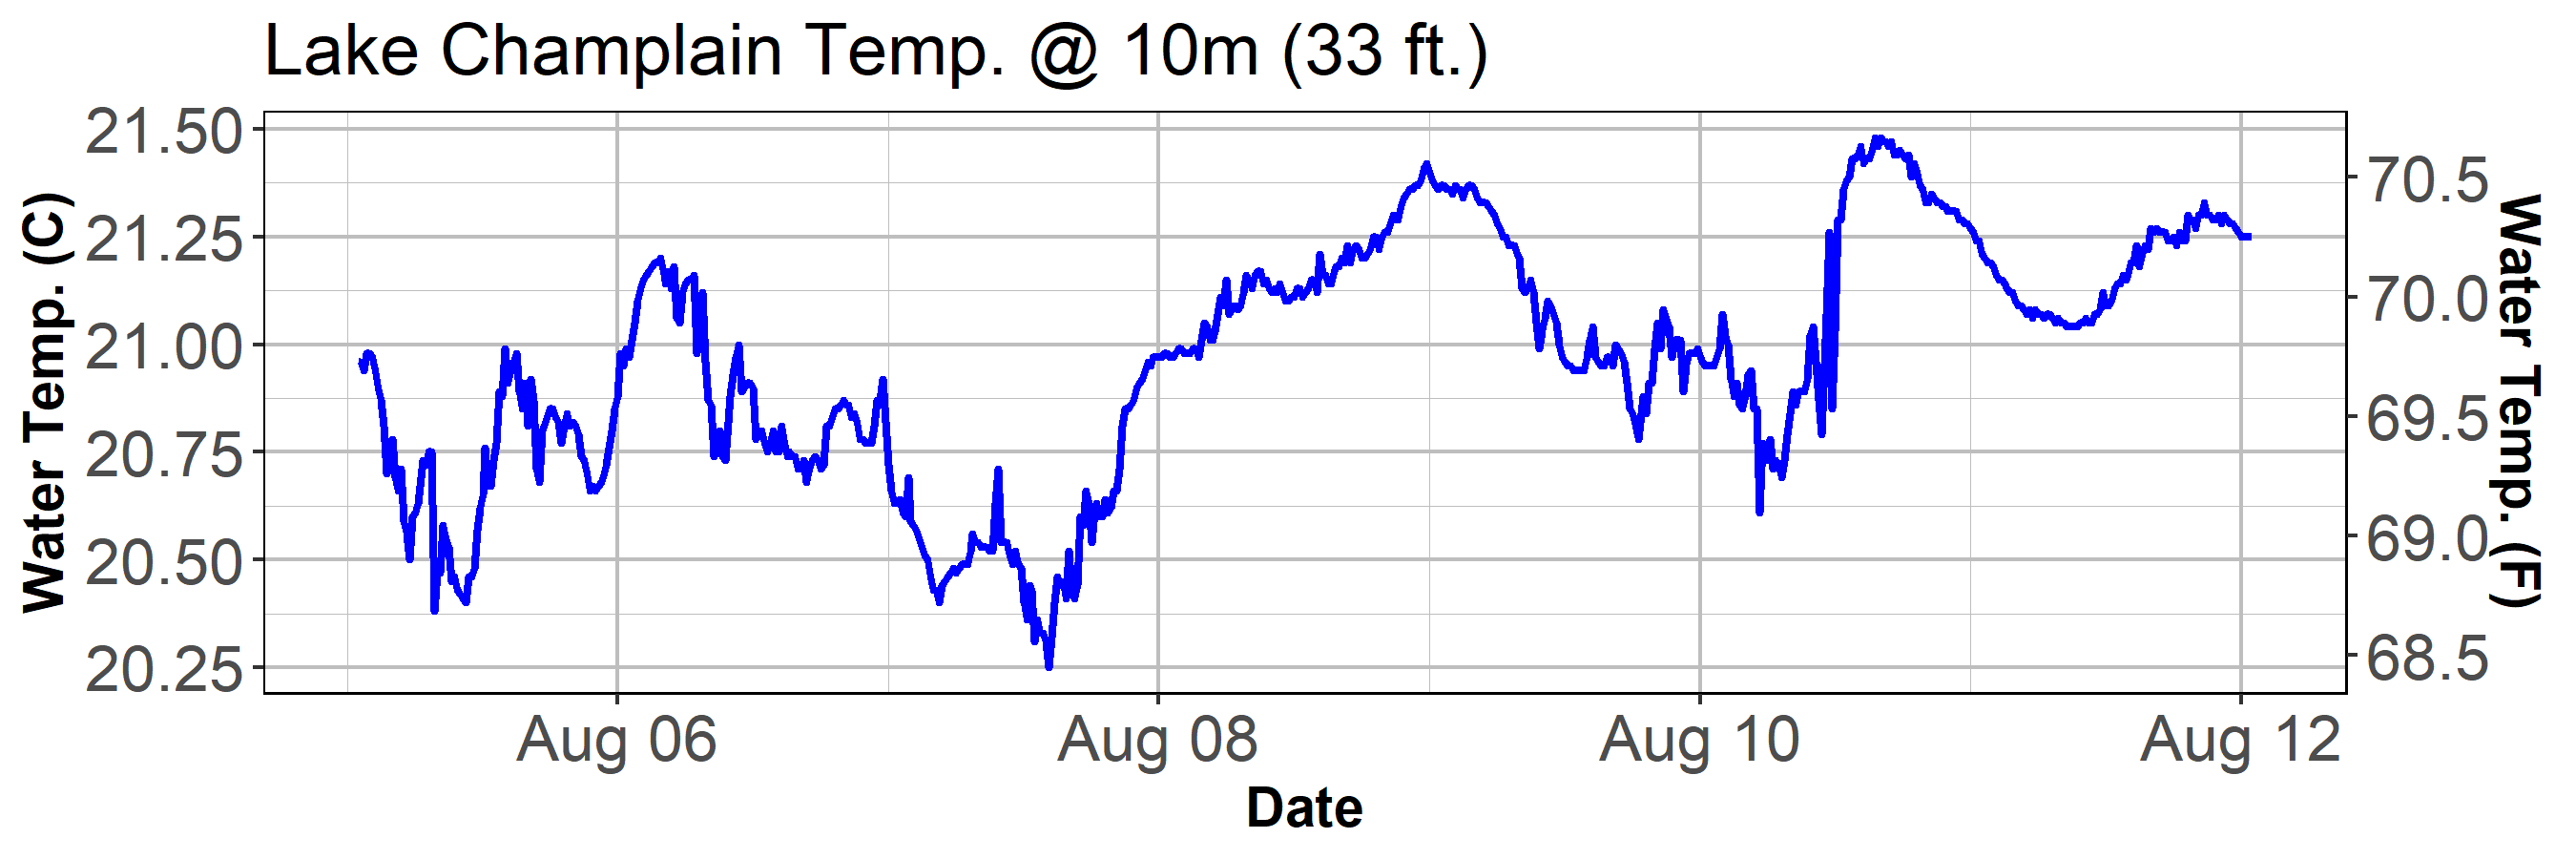 Lake Champlain Temp. @ 10m (33 ft.)
Water Temp. (C)
21.50
21.25
21.00
20.75
20.50
20.25
70.5
70.0
69.5
69.0
68.5
Water Temp. (F)
Aug 06
Aug 08
Aug 10
Aug 12
Date